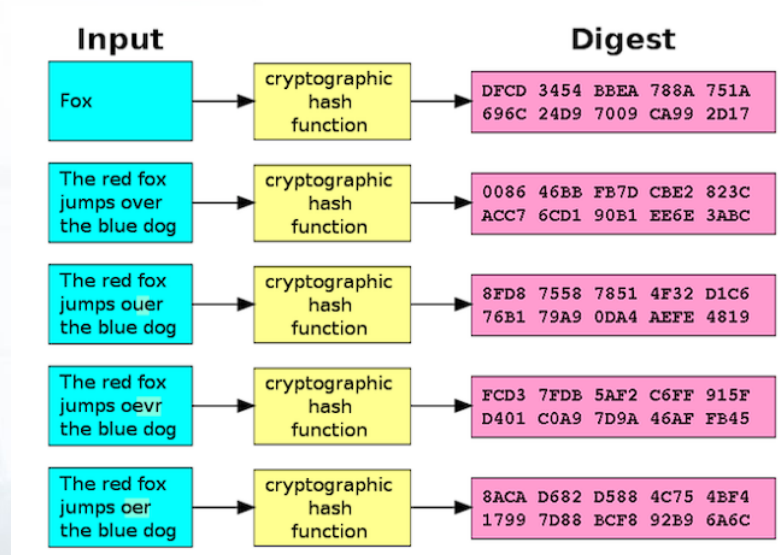 Input
Digest
Fox
cryptographic
hash
function
DFCD 3454 BBEA 788A 751A
696C 24D9 7009 CA99 2D17
The red fox
jumps over
the blue dog
cryptographic
hash
function
0086 46BB FB7D CBE2 823C
ACC7 6CD1 90B1 EE6E 3ABC
The red fox
jumps ouer
the blue dog
cryptographic
hash
function
8FD8 7558 7851 4F32 D1C6
76B1 79A9 0DA4 AEFE 4819
The red fox
jumps oevr
the blue dog
cryptographic
hash
function
FCD3 7FDB 5AF2 C6FF 915F
D401 C0A9 7D9A 46AF FB45
The red fox
jumps oer
the blue dog
cryptographic
hash
function
8ACA D682 D588 4C75 4BF4
1799 7D88 BCF8 92B9 6A6C